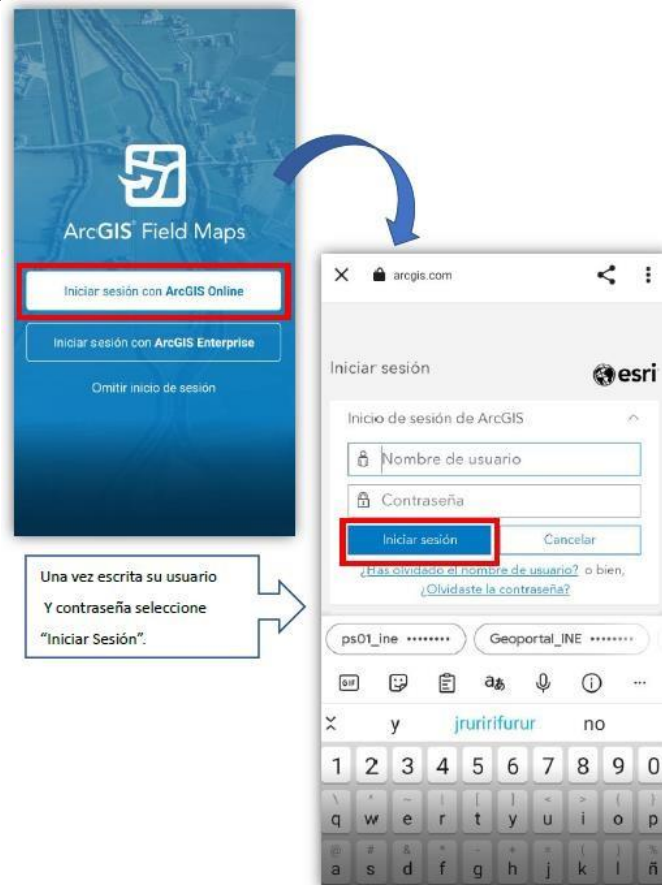 ArcGIS® Field Maps
Iniciar sesión con ArcGIS Online
Iniciar sesión con ArcGIS Enterprise
Omitir inicio de sesión
Una vez escrita su usuario
Y contraseña seleccione
“Iniciar Sesión”.
arcgis.com
Iniciar sesión
esri
Inicio de sesión de ArcGIS
Nombre de usuario
Contraseña
Iniciar sesión Cancelar
¿Has olvidado el nombre de usuario? o bien,
¿Olvidaste la contraseña?
ps01_ine •••••••• Geoportal_INE ••••••••
GIF ...
y jruririfurur no
1 2 3 4 5 6 7 8 9 0
q w e r t y u i o p
a s d f g h j k l ñ